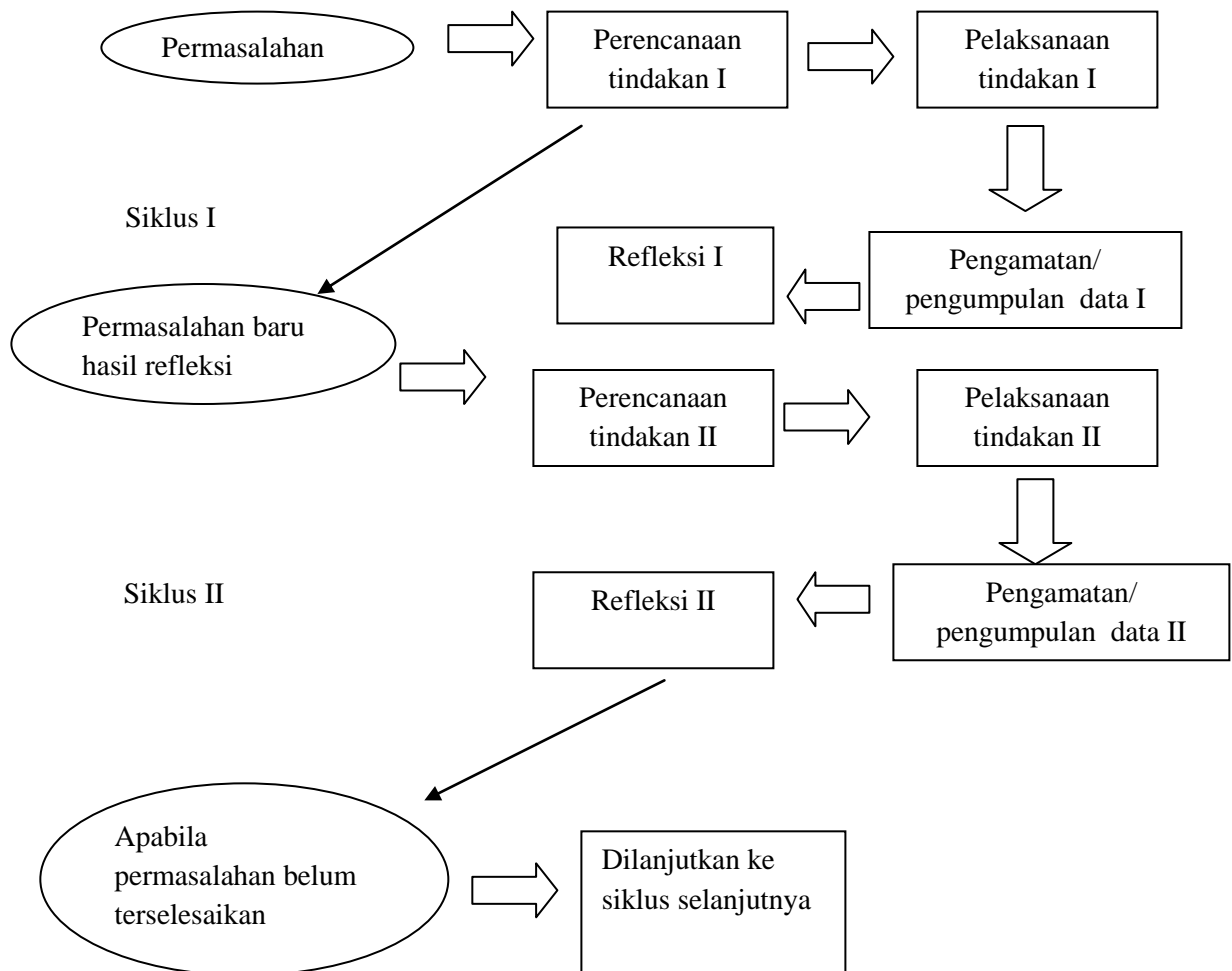 Permasalahan
Perencanaan
tindakan I
Pelaksanaan
tindakan I
Siklus I
Refleksi I
Pengamatan/
pengumpulan data I
Permasalahan baru
hasil refleksi
Perencanaan
tindakan II
Pelaksanaan
tindakan II
Siklus II
Refleksi II
Pengamatan/
pengumpulan data II
Apabila
permasalahan belum
terselesaikan
Dilanjutkan ke
siklus selanjutnya